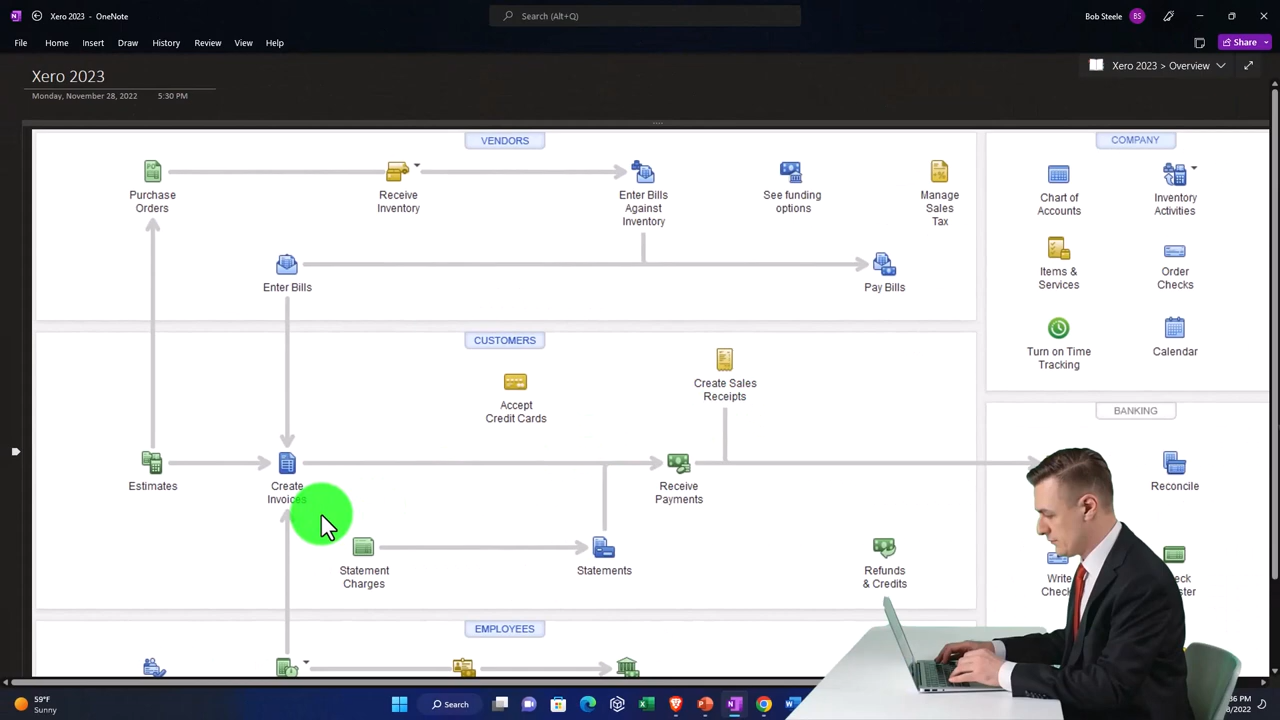 Xero 2023 - OneNote
Search (Alt+Q)
Bob Steele
BS
File
Home
Insert
Draw
History
Review
View
Help
Share
Xero 2023
Xero 2023 > Overview
Monday, November 28, 2022
5:30 PM
VENDORS
COMPANY
Purchase
Orders
Receive
Inventory
Enter Bills
Against
Inventory
See funding
options
Manage
Sales
Tax
Chart of
Accounts
Inventory
Activities
Enter Bills
Pay Bills
Items &
Services
Order
Checks
Turn on Time
Tracking
Calendar
CUSTOMERS
Accept
Credit Cards
Create Sales
Receipts
BANKING
Estimates
Create
Invoices
Receive
Payments
Reconcile
Statement
Charges
Statements
Refunds
& Credits
EMPLOYEES
59°F
Sunny
Search